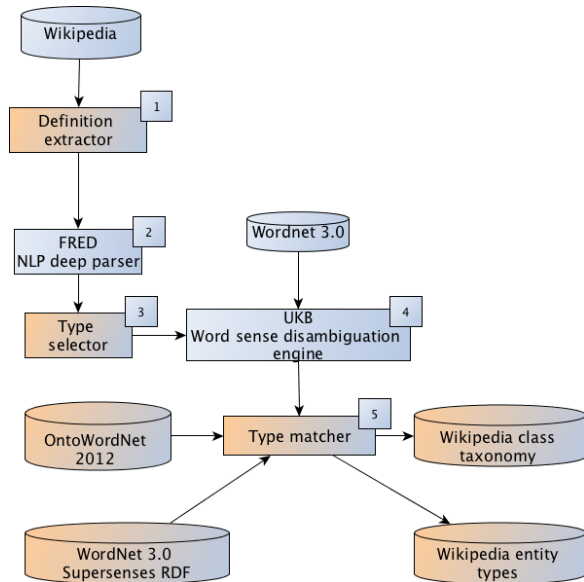 Wikipedia
1
Definition
extractor
2
FRED
NLP deep parser
Wordnet 3.0
3
Type
selector
4
UKB
Word sense disambiguation
engine
5
OntoWordNet
2012
Type matcher
Wikipedia class
taxonomy
WordNet 3.0
Supersenses RDF
Wikipedia entity
types